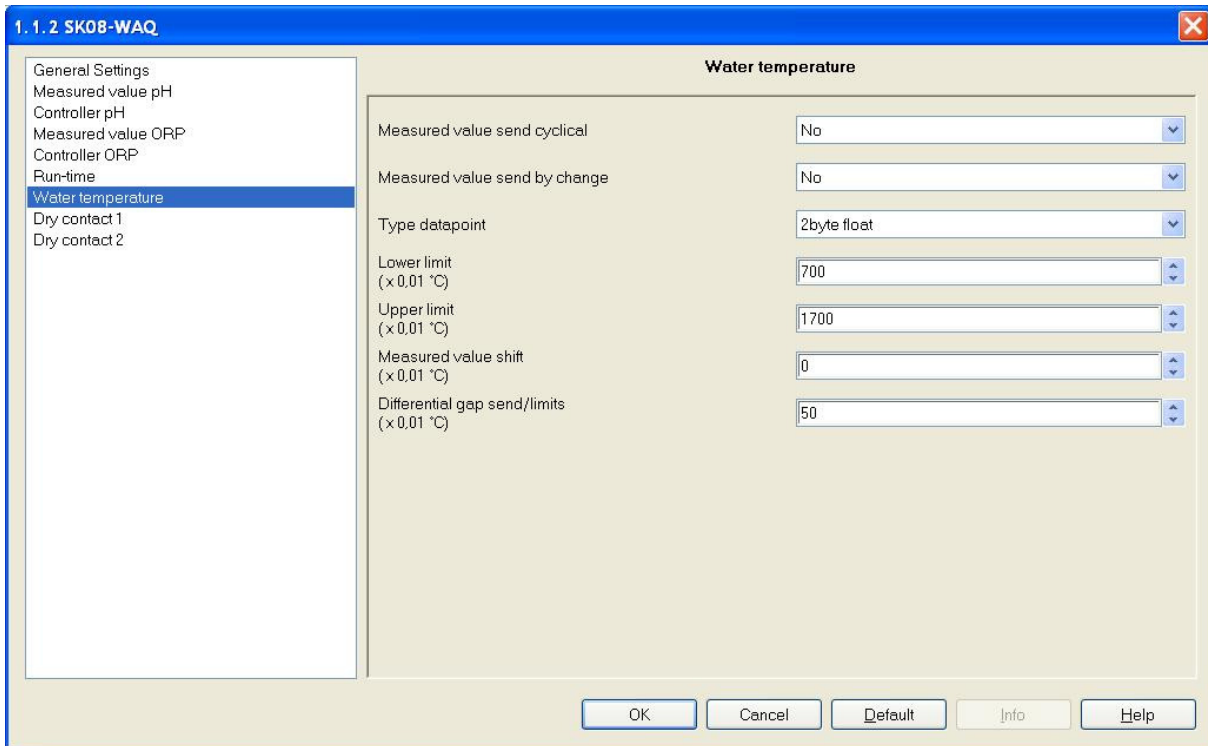 1.1.2 SK08-WAQ
General Settings
Measured value pH
Controller pH
Measured value ORP
Controller ORP
Run-time
Water temperature
Dry contact 1
Dry contact 2
Water temperature
Measured value send cyclical
No
Measured value send by change
No
Type datapoint
2byte float
Lower limit
(x 0,01 °C)
700
Upper limit
(x 0,01 °C)
1700
Measured value shift
(x 0,01 °C)
0
Differential gap send/limits
(x 0,01 °C)
50
OK
Cancel
Default
Info
Help